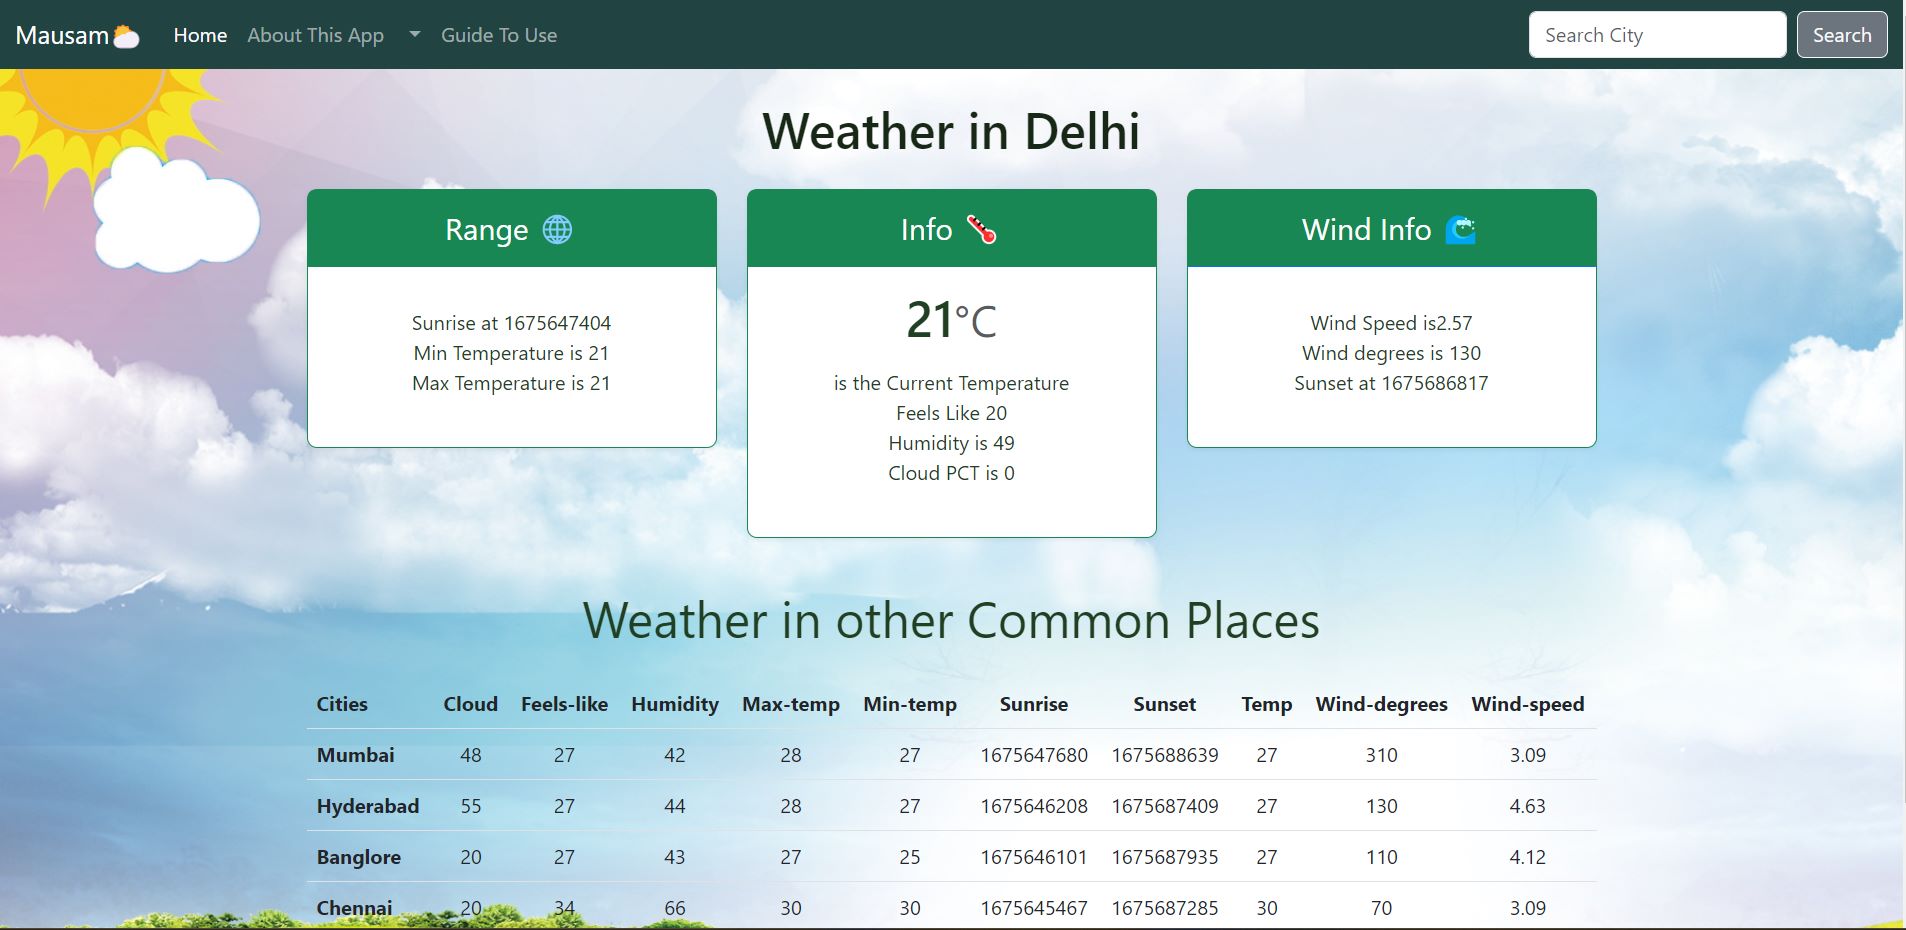 Mausam Home About This App Guide To Use Search City Search
Weather in Delhi
Range
Sunrise at 1675647404
Min Temperature is 21
Max Temperature is 21
Info
21°C
is the Current Temperature
Feels Like 20
Humidity is 49
Cloud PCT is 0
Wind Info
Wind Speed is2.57
Wind degrees is 130
Sunset at 1675686817
Weather in other Common Places
Cities Cloud Feels-like Humidity Max-temp Min-temp Sunrise Sunset Temp Wind-degrees Wind-speed
Mumbai 48 27 42 28 27 1675647680 1675688639 27 310 3.09
Hyderabad 55 27 44 28 27 1675646208 1675687409 27 130 4.63
Banglore 20 27 43 27 25 1675646101 1675687935 27 110 4.12
Chennai 20 34 66 30 30 1675645467 1675687285 30 70 3.09